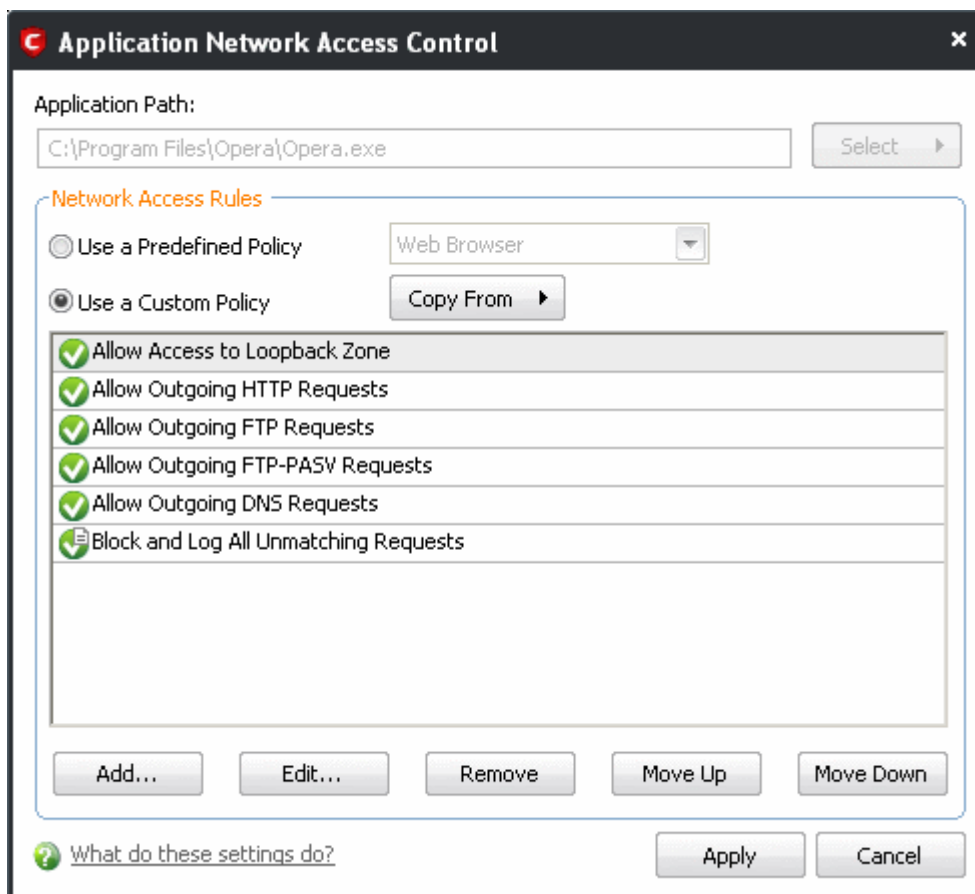 Application Network Access Control
Application Path:
C:\Program Files\Opera\Opera.exe
Select
Network Access Rules
Use a Predefined Policy
Web Browser
Use a Custom Policy
Copy From
Allow Access to Loopback Zone
Allow Outgoing HTTP Requests
Allow Outgoing FTP Requests
Allow Outgoing FTP-PASV Requests
Allow Outgoing DNS Requests
Block and Log All Unmatching Requests
Add...
Edit...
Remove
Move Up
Move Down
What do these settings do?
Apply
Cancel